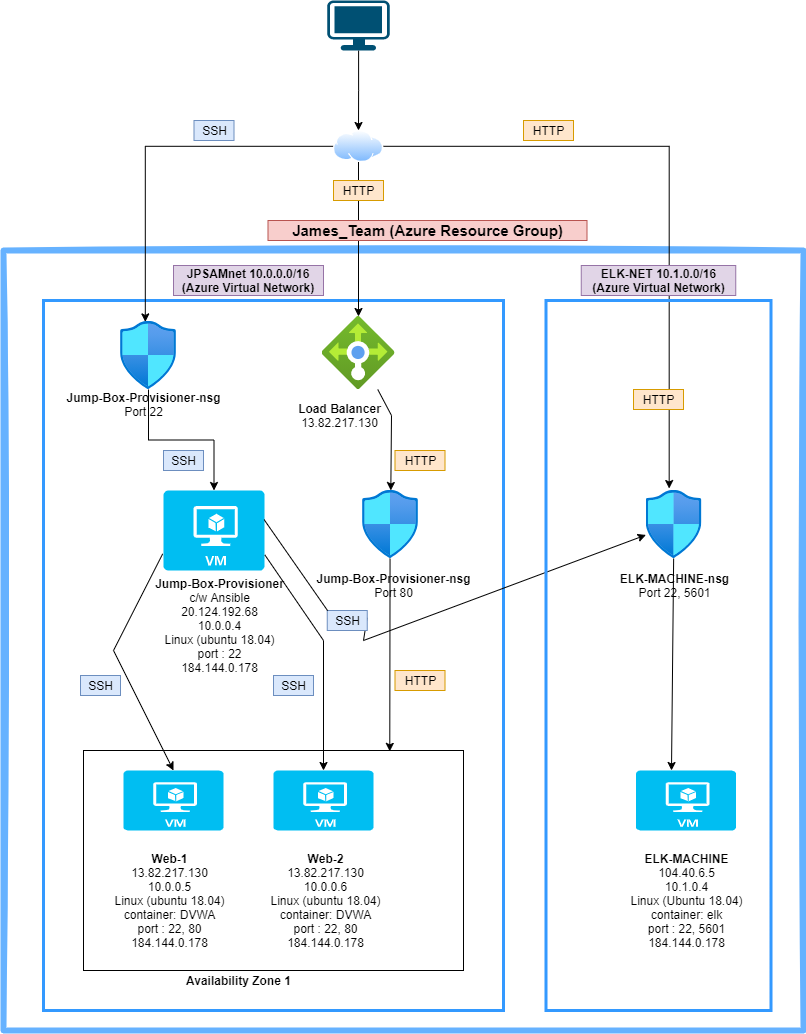 SSH
HTTP
HTTP
James_Team (Azure Resource Group)
JPSAMnet 10.0.0.0/16
(Azure Virtual Network)
ELK-NET 10.1.0.0/16
(Azure Virtual Network)
Jump-Box-Provisioner-nsg
Port 22
Load Balancer
13.82.217.130
HTTP
SSH
HTTP
VM
Jump-Box-Provisioner
c/w Ansible
20.124.192.68
10.0.0.4
Linux (ubuntu 18.04)
port : 22
184.144.0.178
Jump-Box-Provisioner-nsg
Port 80
ELK-MACHINE-nsg
Port 22, 5601
SSH
SSH
SSH
HTTP
VM
Web-1
13.82.217.130
10.0.0.5
Linux (ubuntu 18.04)
container: DVWA
port : 22, 80
184.144.0.178
VM
Web-2
13.82.217.130
10.0.0.6
Linux (ubuntu 18.04)
container: DVWA
port : 22, 80
184.144.0.178
VM
ELK-MACHINE
104.40.6.5
10.1.0.4
Linux (Ubuntu 18.04)
container: elk
port : 22, 5601
184.144.0.178
Availability Zone 1